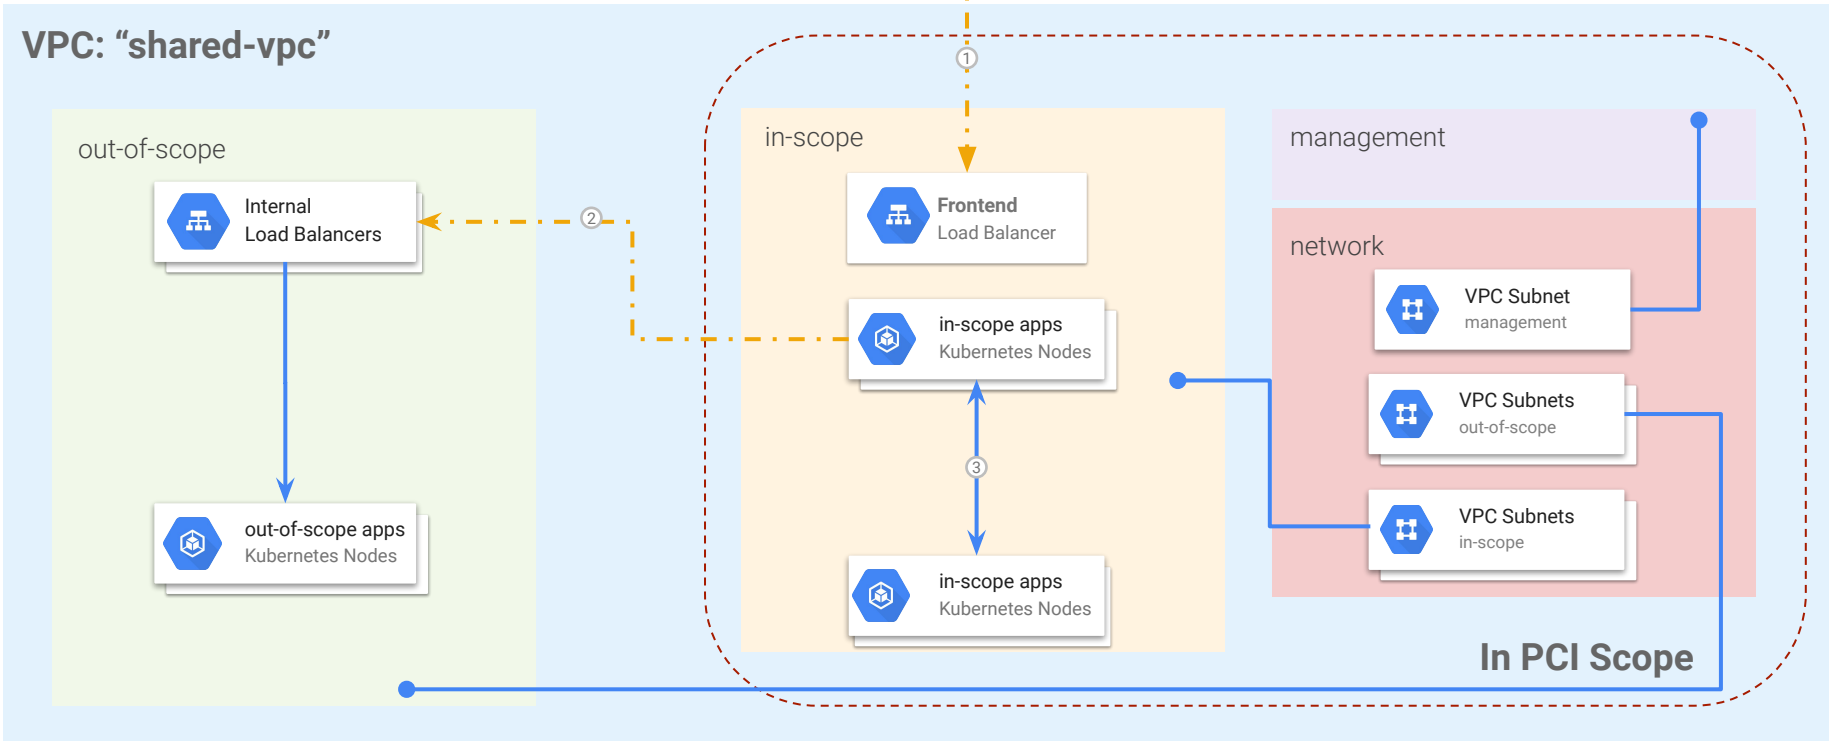 VPC: “shared-vpc”
out-of-scope
Internal
Load Balancers
out-of-scope apps
Kubernetes Nodes
1
2
in-scope
Frontend
Load Balancer
in-scope apps
Kubernetes Nodes
3
in-scope apps
Kubernetes Nodes
management
network
VPC Subnet
management
VPC Subnets
out-of-scope
VPC Subnets
in-scope
In PCI Scope